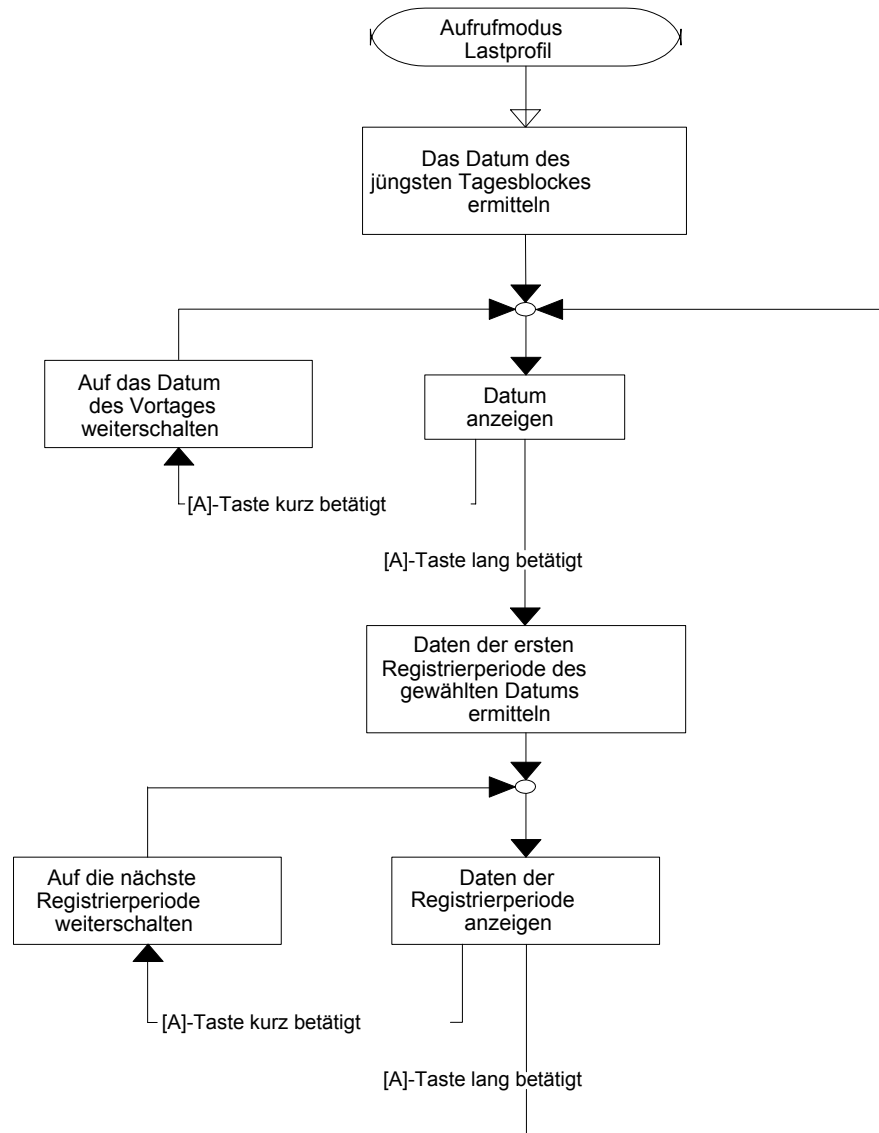 Aufrufmodus
Lastprofil
Das Datum des
jüngsten Tagesblockes
ermitteln
Auf das Datum
des Vortages
weiterschalten
Datum
anzeigen
[A]-Taste kurz betätigt
[A]-Taste lang betätigt
Daten der ersten
Registrierperiode des
gewählten Datums
ermitteln
Auf die nächste
Registrierperiode
weiterschalten
Daten der
Registrierperiode
anzeigen
[A]-Taste kurz betätigt
[A]-Taste lang betätigt